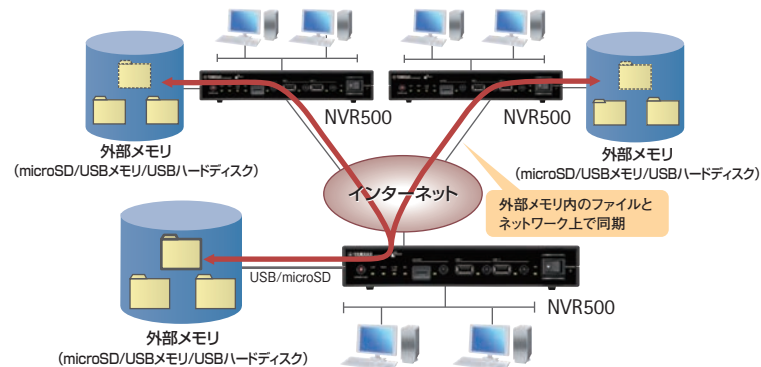 NVR500
NVR500
外部メモリ
(microSD/USBメモリ/USBハードディスク)
外部メモリ
(microSD/USBメモリ/USBハードディスク)
インターネット
外部メモリ内のファイルと
ネットワーク上で同期
USB/microSD
NVR500
外部メモリ
(microSD/USBメモリ/USBハードディスク)